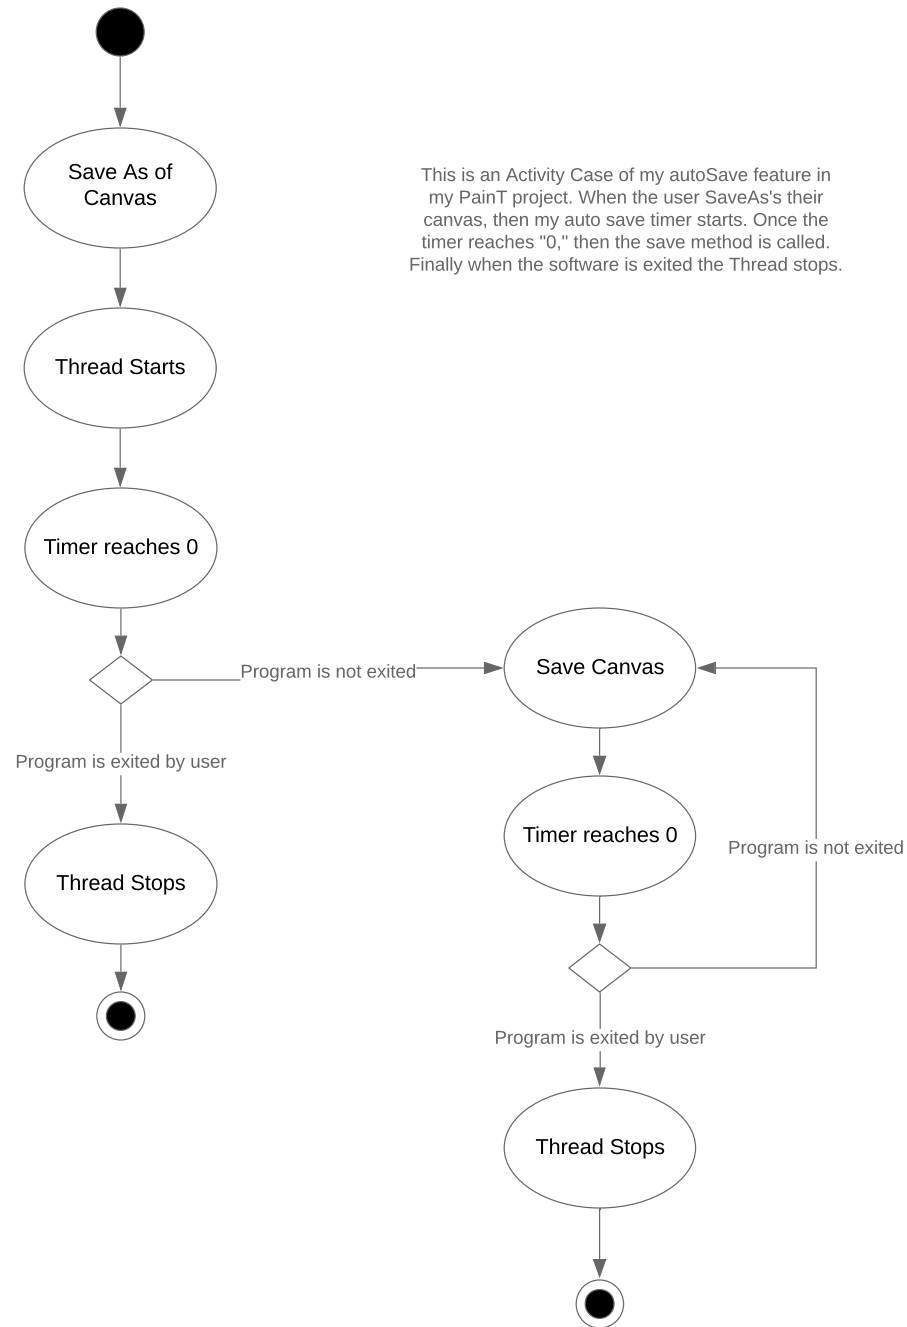 Save As of
Canvas
This is an Activity Case of my autoSave feature in
my PainT project. When the user SaveAs's their
canvas, then my auto save timer starts. Once the
timer reaches "0," then the save method is called.
Finally when the software is exited the Thread stops.
Thread Starts
Timer reaches 0
Program is not exited
Save Canvas
Program is exited by user
Timer reaches 0
Program is not exited
Thread Stops
Program is exited by user
Thread Stops